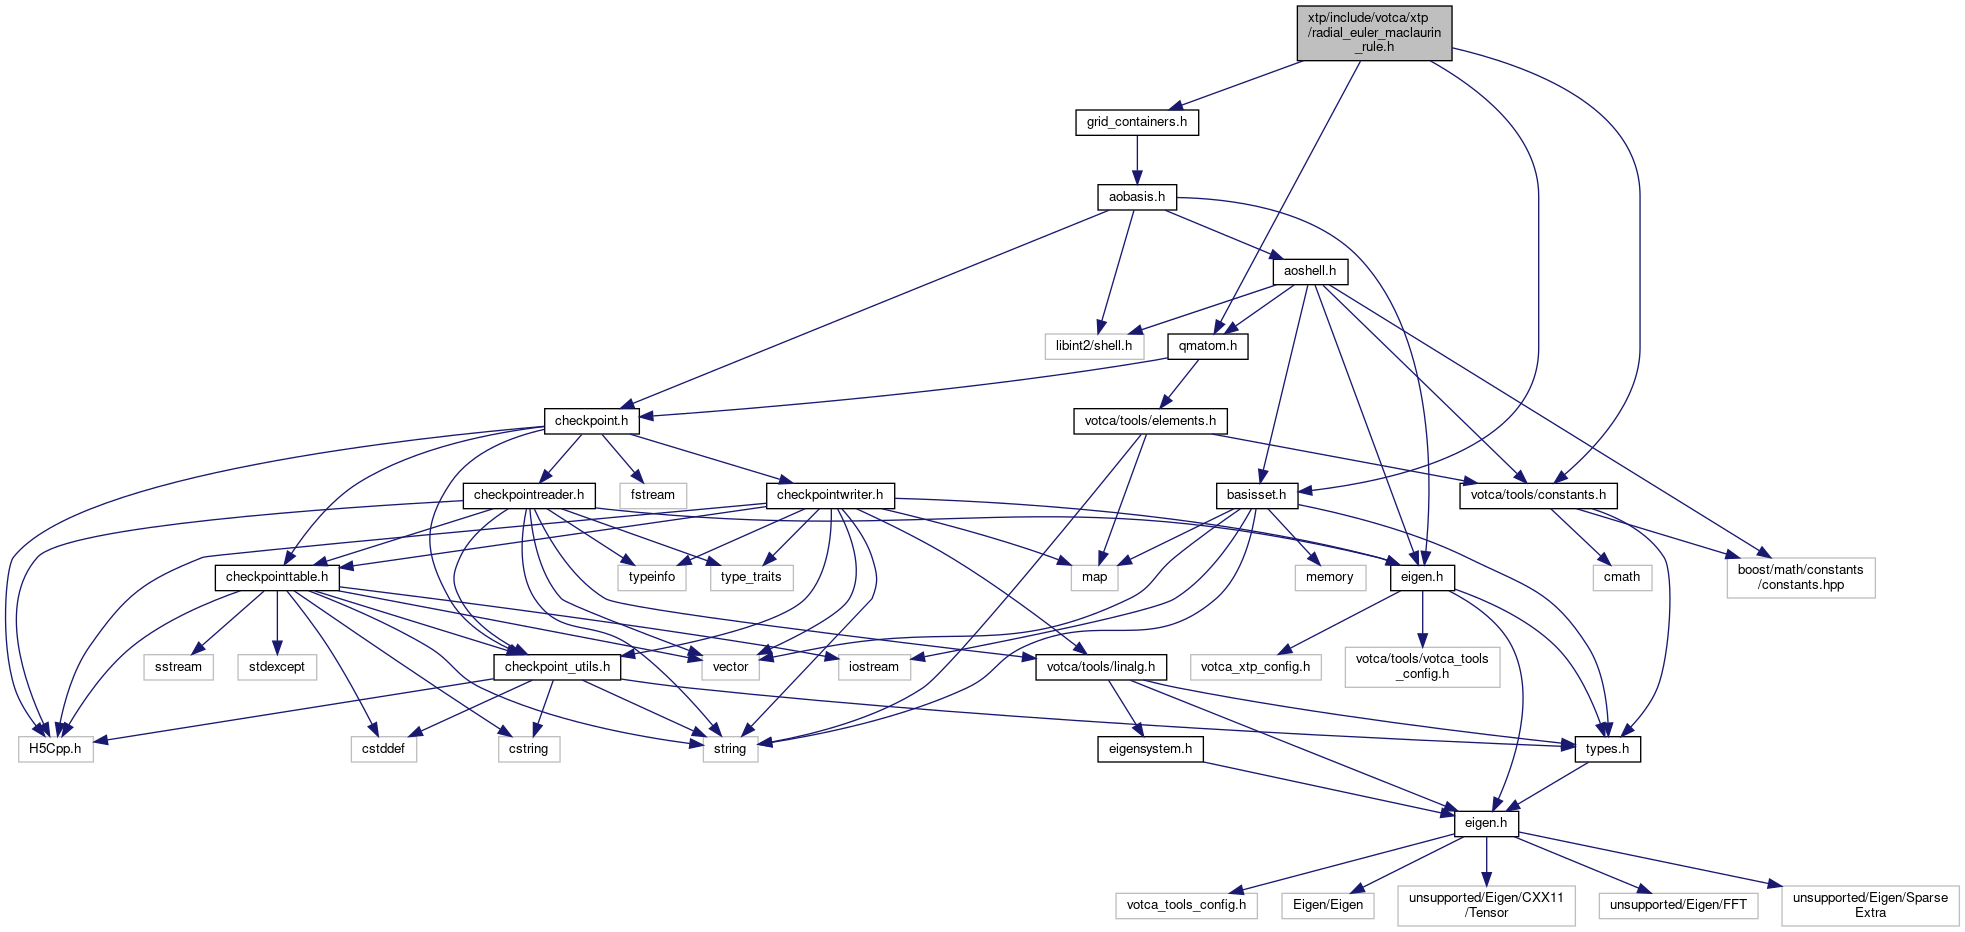 xtp/include/votca/xtp
/radial_euler_maclaurin
_rule.h
grid_containers.h
aobasis.h
aoshell.h
libint2/shell.h
qmatom.h
checkpoint.h
votca/tools/elements.h
checkpointreader.h
fstream
checkpointwriter.h
basisset.h
votca/tools/constants.h
checkpointtable.h
typeinfo
type_traits
map
memory
eigen.h
cmath
boost/math/constants
/constants.hpp
sstream
stdexcept
checkpoint_utils.h
vector
iostream
votca/tools/linalg.h
votca_xtp_config.h
votca/tools/votca_tools
_config.h
H5Cpp.h
cstddef
cstring
string
eigensystem.h
types.h
eigen.h
votca_tools_config.h
Eigen/Eigen
unsupported/Eigen/CXX11
/Tensor
unsupported/Eigen/FFT
unsupported/Eigen/Sparse
Extra